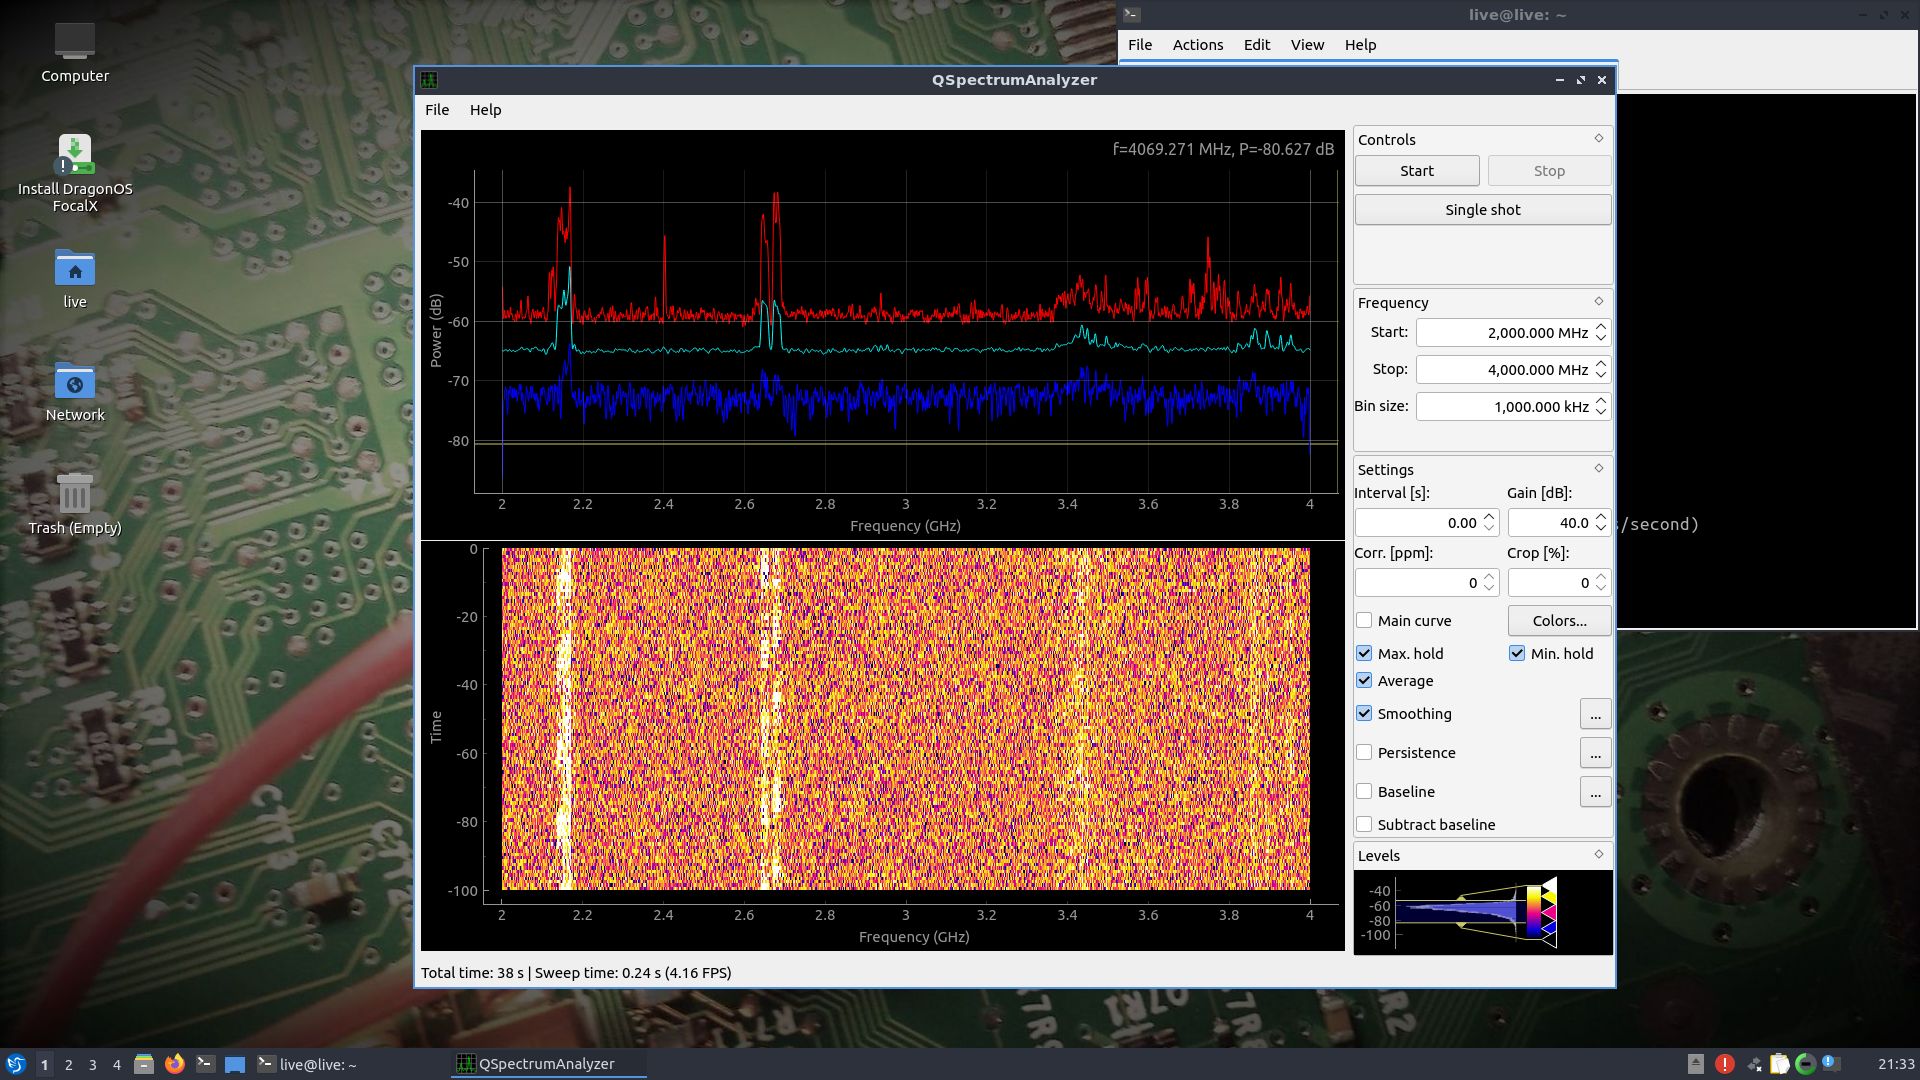 Computer
Install DragonOS
FocalX
live
Network
Trash (Empty)
live@live: ~
File Actions Edit View Help
QSpectrumAnalyzer
File Help
f=4069.271 MHz, P=-80.627 dB
-40
-50
-60
-70
-80
Power (dB)
2 2.2 2.4 2.6 2.8 3 3.2 3.4 3.6 3.8 4
Frequency (GHz)
0
-20
-40
-60
-80
-100
Time
2 2.2 2.4 2.6 2.8 3 3.2 3.4 3.6 3.8 4
Frequency (GHz)
Total time: 38 s | Sweep time: 0.24 s (4.16 FPS)
Controls
Start Stop
Single shot
Frequency
Start: 2,000.000 MHz
Stop: 4,000.000 MHz
Bin size: 1,000.000 kHz
Settings
Interval [s]: Gain [dB]:
0.00 40.0
Corr. [ppm]: Crop [%]:
0 0
Main curve Colors...
Max. hold Min. hold
Average
Smoothing ...
Persistence ...
Baseline ...
Subtract baseline
Levels
-40
-60
-80
-100
/second)
1 2 3 4 live@live: ~ QSpectrumAnalyzer 21:33